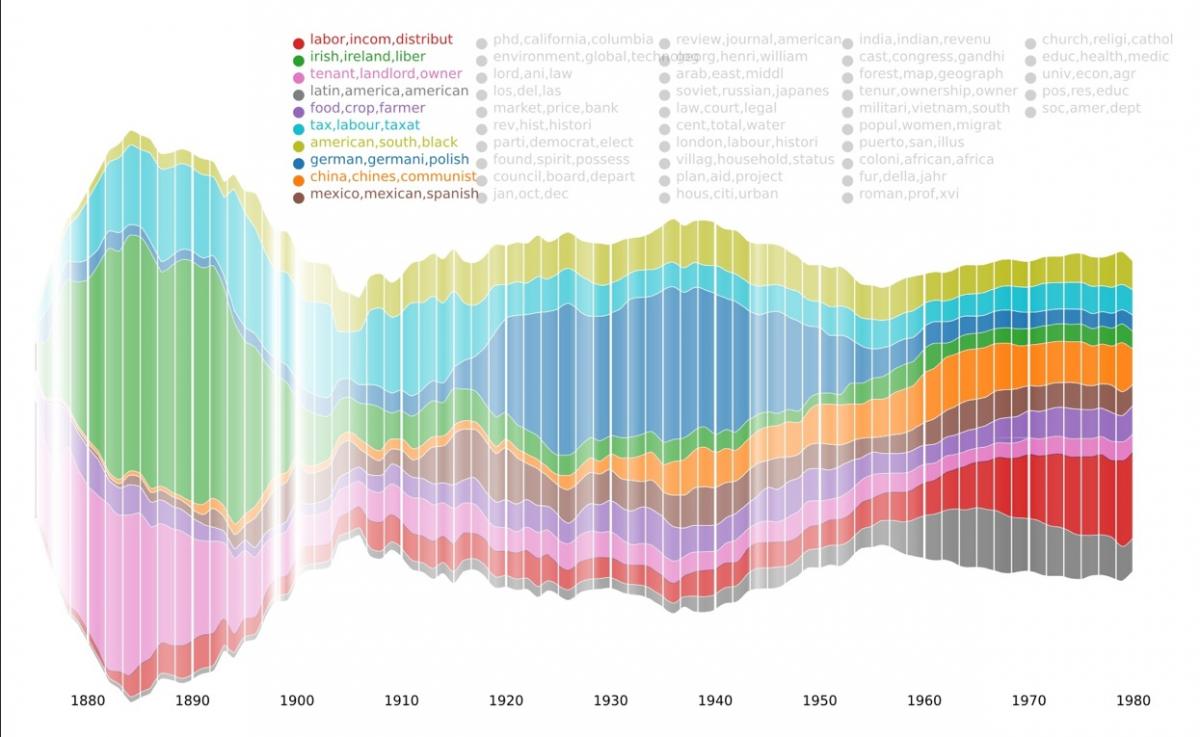 labor,incom,distribut
irish,ireland,liber
tenant,landlord,owner
latin,america,american
food,crop,farmer
tax,labour,taxat
american,south,black
german,germani,polish
china,chines,communist
mexico,mexican,spanish
phd,california,columbia
environment,global,technolog
lord,ani,law
los,del,las
market,price,bank
rev,hist,histori
parti,democrat,elect
found,spirit,possess
council,board,depart
jan,oct,dec
review,journal,american
georg,henri,william
arab,east,middl
soviet,russian,japanes
law,court,legal
cent,total,water
london,labour,histori
villag,household,status
plan,aid,project
hous,citi,urban
india,indian,revenu
cast,congress,gandhi
forest,map,geograph
tenur,ownership,owner
militari,vietnam,south
popul,women,migrat
puerto,san,illus
coloni,african,africa
fur,della,jahr
roman,prof,xvi
church,religi,cathol
educ,health,medic
univ,econ,agr
pos,res,educ
soc,amer,dept
1880 1890 1900 1910 1920 1930 1940 1950 1960 1970 1980